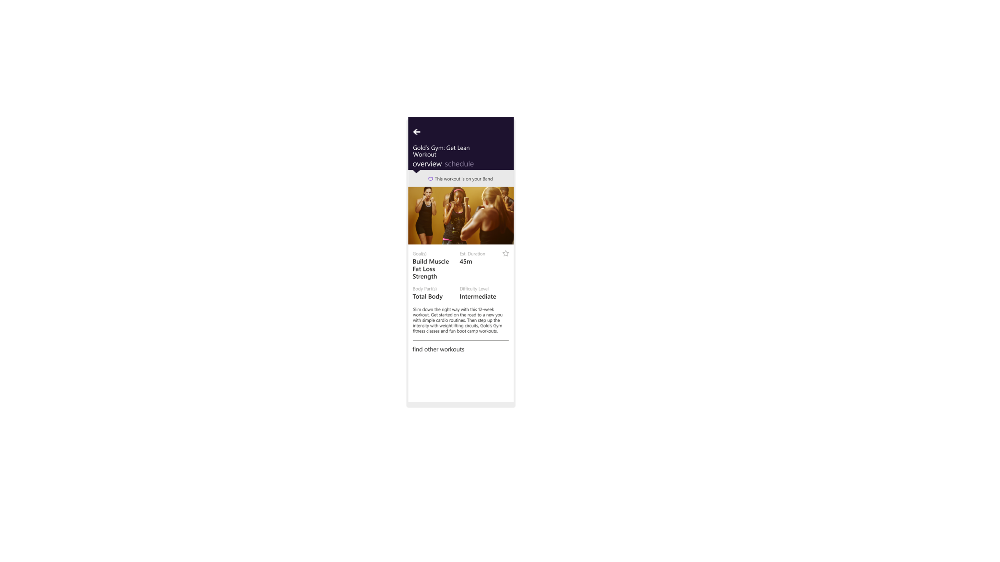 Gold's Gym: Get Lean
Workout
overview schedule
This workout is on your Band
GOLD
Goal(s)
Est. Duration
Build Muscle
45m
Fat Loss
Strength
Body Part(s)
Difficulty Level
Total Body
Intermediate
Slim down the right way with this 12-week
workout. Get started on the road to a new you
with simple cardio routines. Then step up the
intensity with weightlifting circuits, Gold's Gym
fitness classes and fun boot camp workouts.
find other workouts